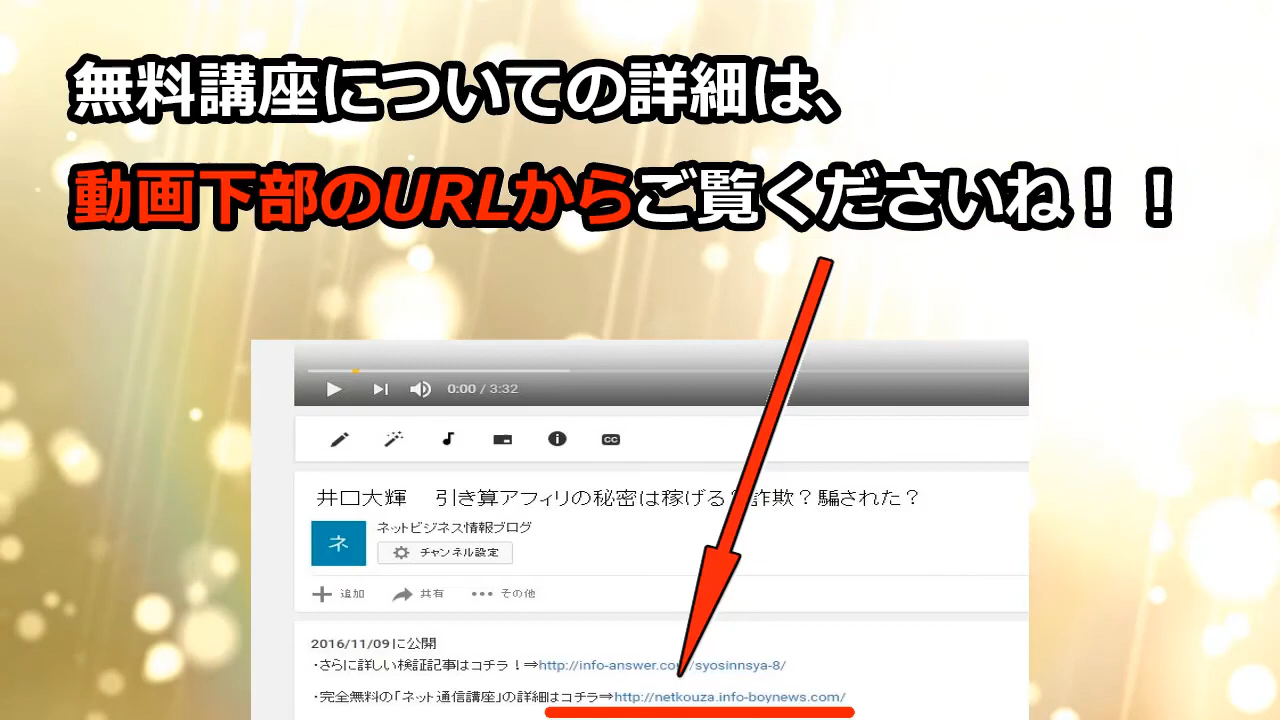 無料講座についての詳細は、
動画下部のURLからご覧くださいね！！
0:00 / 3:32
CC
井口大輝　引き算アフィリの秘密は稼げる？詐欺？騙された？
ネ
ネットビジネス情報ブログ
チャンネル設定
追加 共有 その他
2016/11/09 に公開
・さらに詳しい検証記事はコチラ！⇒http://info-answer.com/syosinnsya-8/
・完全無料の「ネット通信講座」の詳細はコチラ⇒http://netkouza.info-boynews.com/